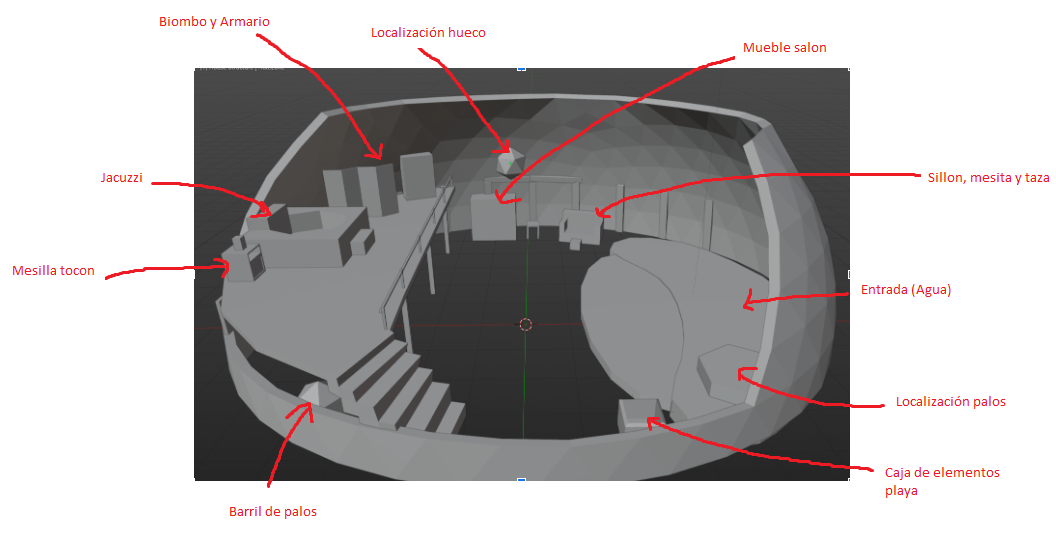 Biombo y Armario
Localización hueco
Mueble salon
Jacuzzi
Sillon, mesita y taza
Mesilla tocon
Entrada (Agua)
Localización palos
Caja de elementos
playa
Barril de palos